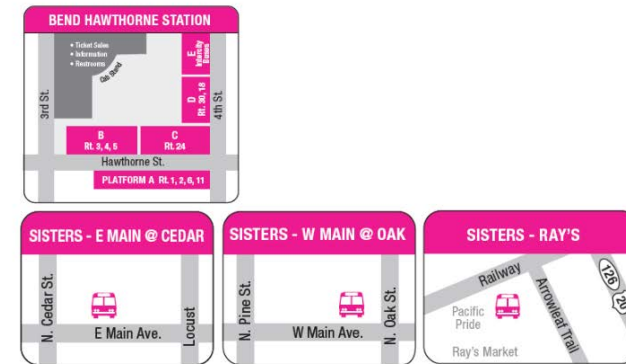 BEND HAWTHORNE STATION
• Ticket Sales
• Information
• Restrooms
Cab Stand
E
Intercity
Buses
D
Rt. 30, 18
3rd St.
4th St.
B
Rt. 3, 4, 5
C
Rt. 24
Hawthorne St.
PLATFORM A Rt. 1, 2, 6, 11
SISTERS - E MAIN @ CEDAR
N. Cedar St.
Locust
E Main Ave.
SISTERS - W MAIN @ OAK
N. Pine St.
N. Oak St.
W Main Ave.
SISTERS - RAY'S
Railway
126
20
Arrowleaf Trail
Pacific
Pride
Ray's Market